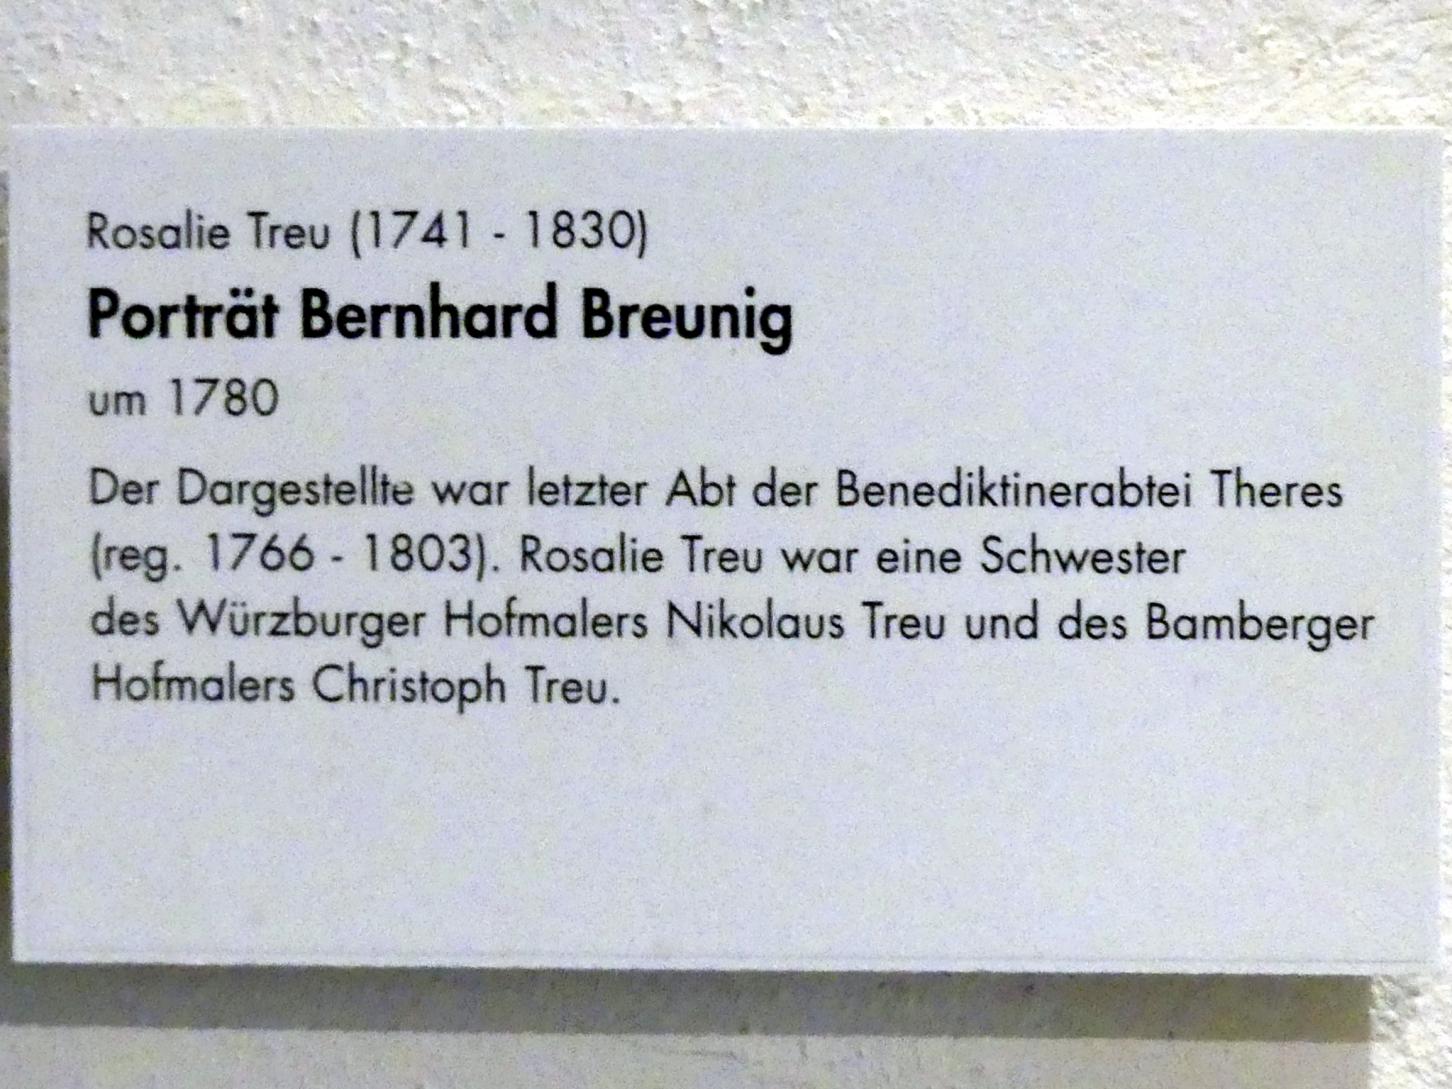 Rosalie Treu (1741 - 1830)
Porträt Bernhard Breunig
um 1780
Der Dargestellte war letzter Abt der Benediktinerabtei Theres
(reg. 1766 - 1803). Rosalie Treu war eine Schwester
des Würzburger Hofmalers Nikolaus Treu und des Bamberger
Hofmalers Christoph Treu.